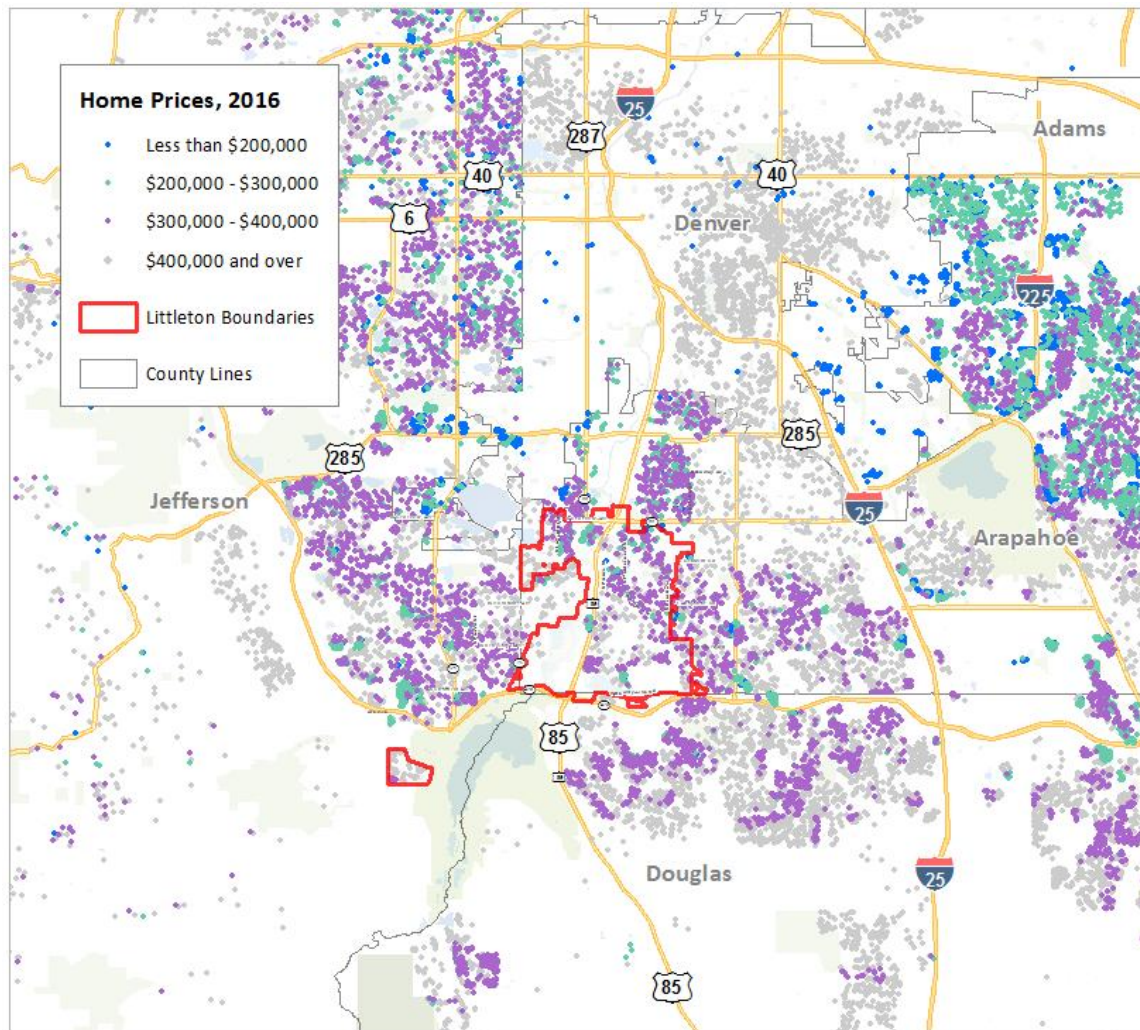 Home Prices, 2016
Less than $200,000
$200,000 - $300,000
$300,000 - $400,000
$400,000 and over
Littleton Boundaries
County Lines
25
Adams
287
40
40
6
Denver
225
285
285
Jefferson
25
Arapahoe
85
Douglas
25
85